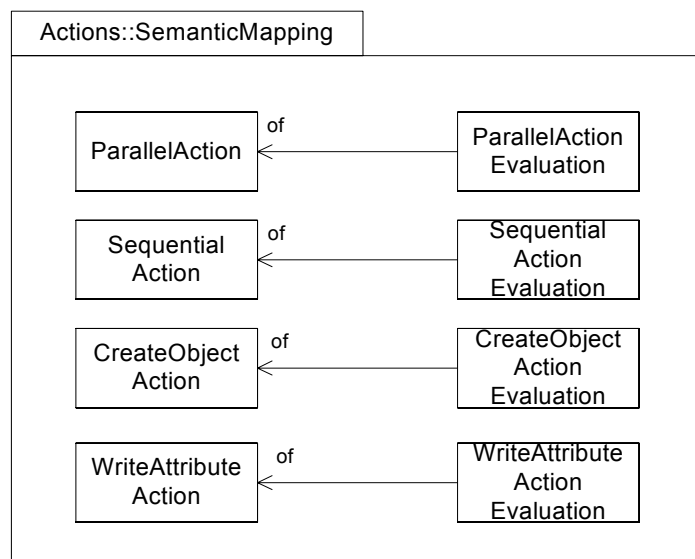 Actions::SemanticMapping
ParallelAction
of
ParallelAction
Evaluation
Sequential
Action
of
Sequential
Action
Evaluation
CreateObject
Action
of
CreateObject
Action
Evaluation
WriteAttribute
Action
of
WriteAttribute
Action
Evaluation